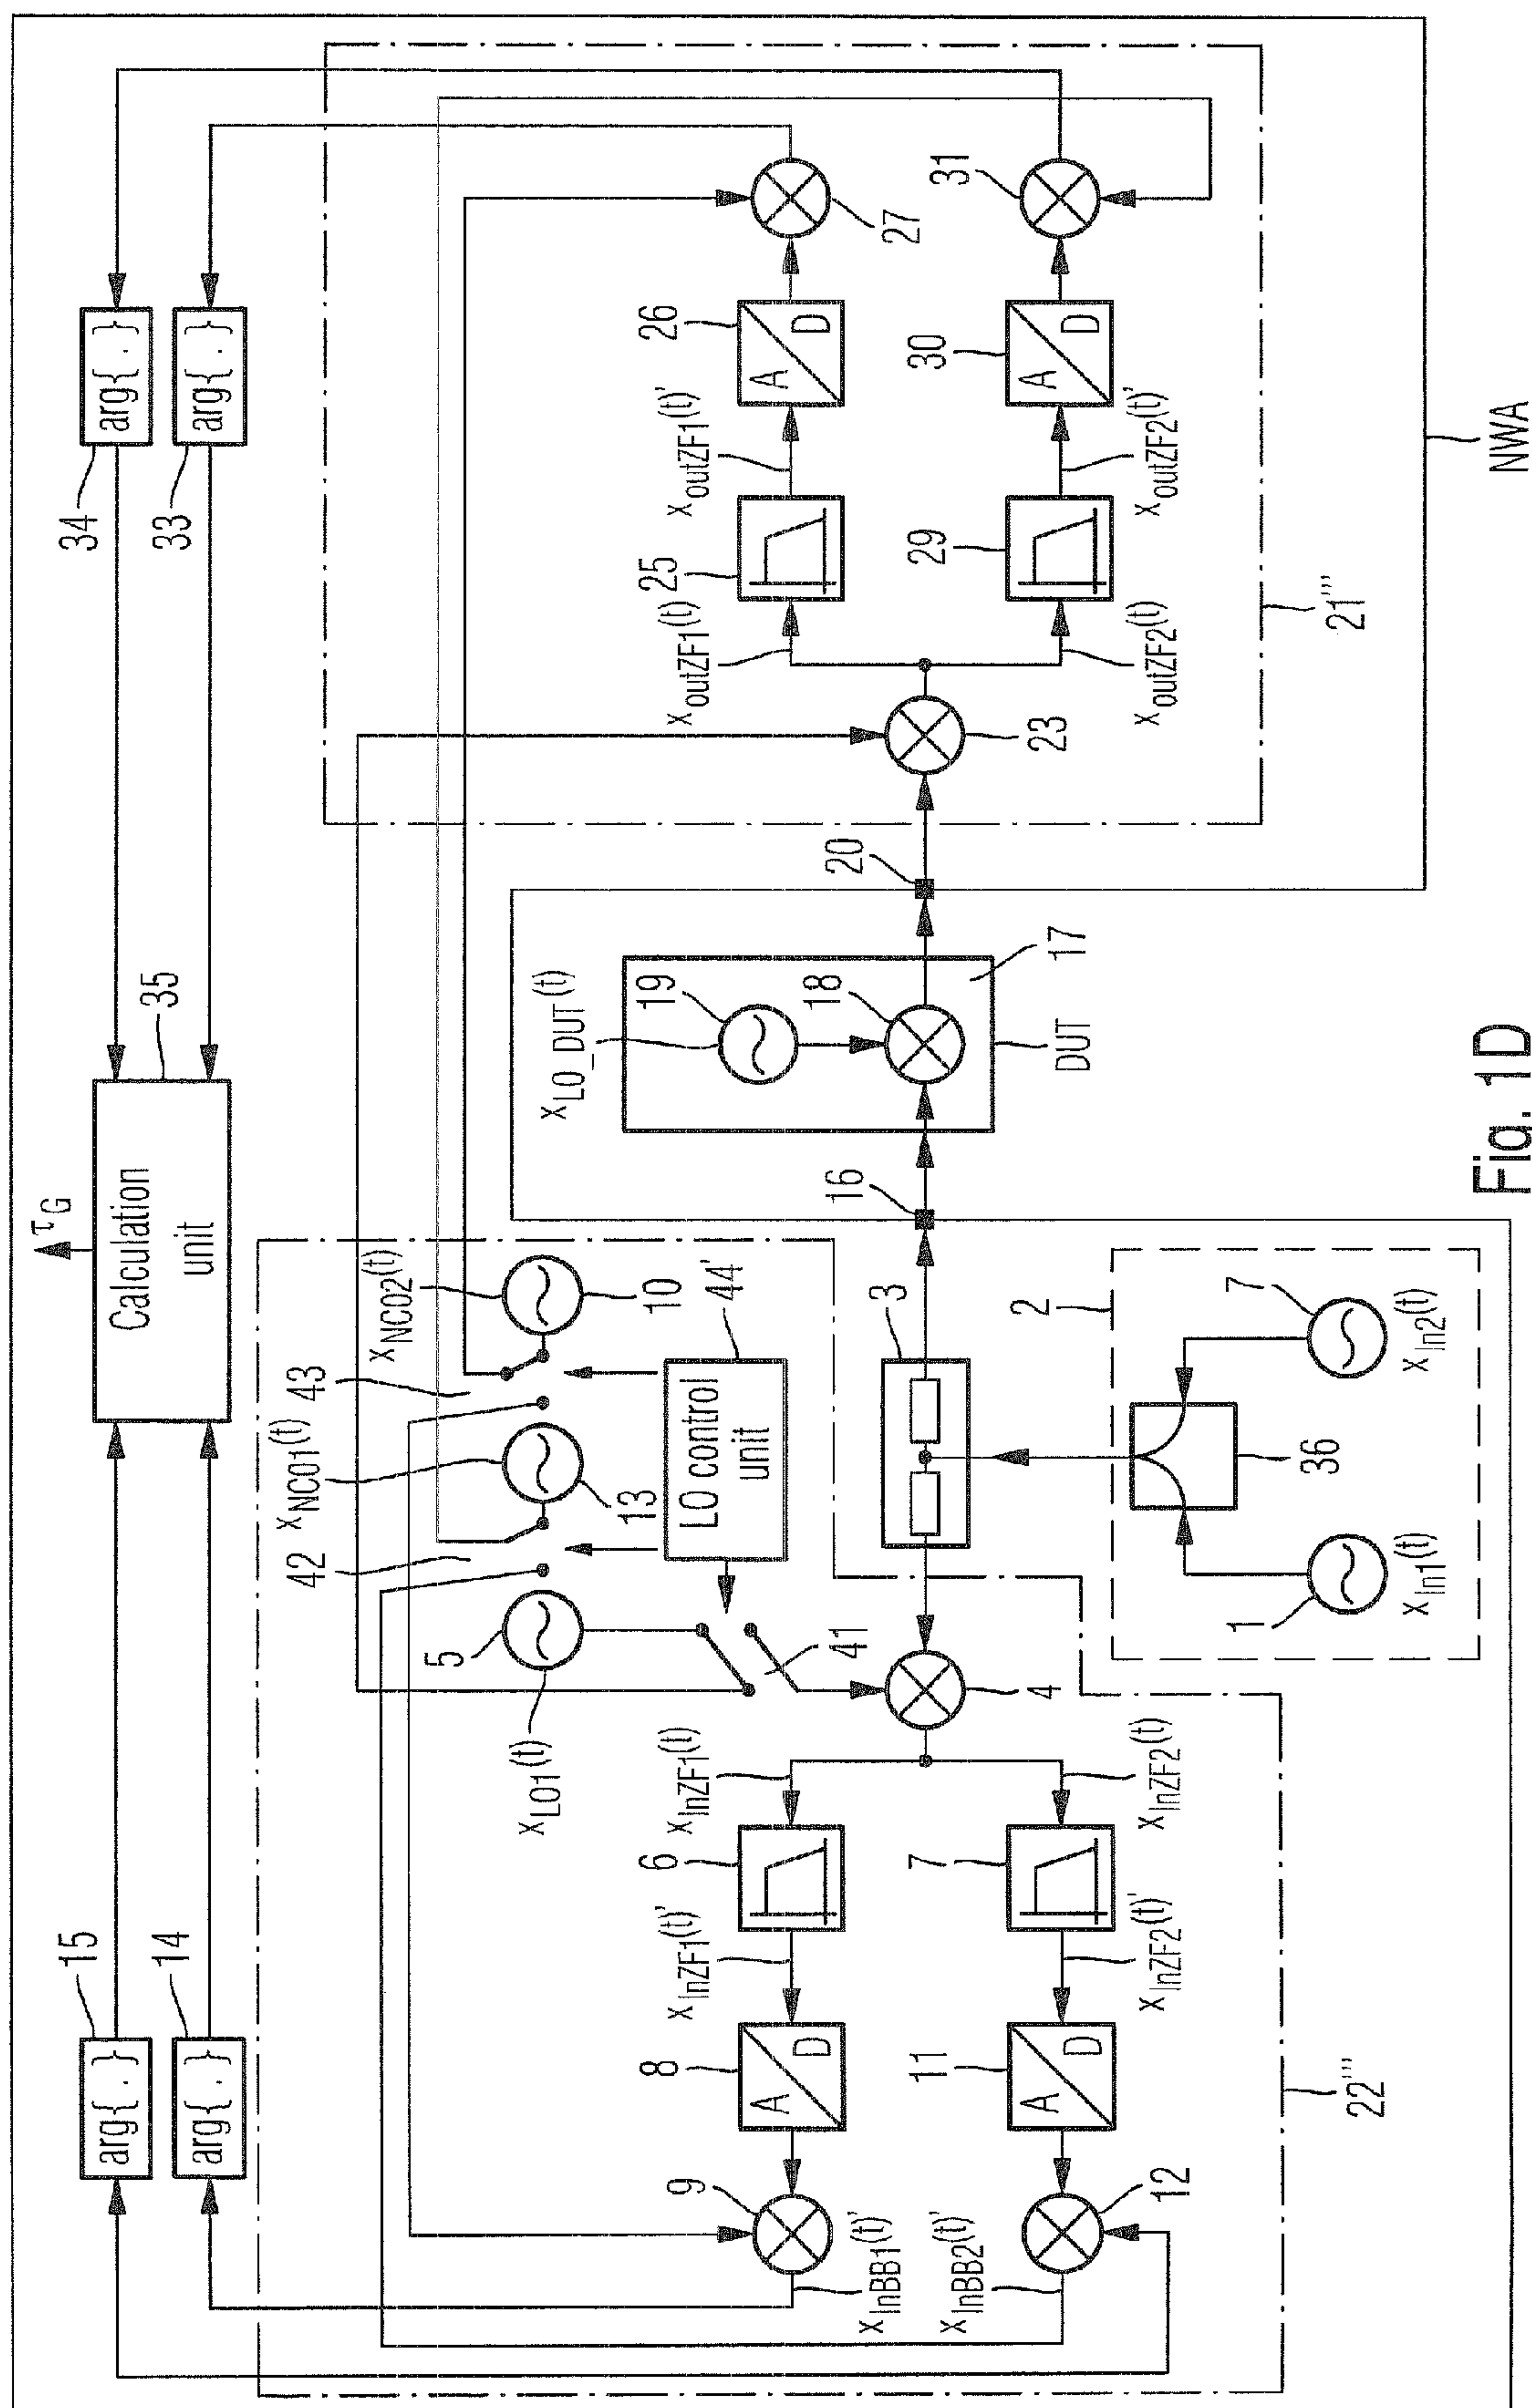 15
arg{ . }
14
arg{ . }
τG
Calculation
unit
35
34
arg{ . }
33
arg{ . }
xNCO2(t)
10
43
xNCO1(t)
13
42
5
xLO1(t)
LO control
unit
44'
41
4
3
xInZF1(t)
6
xInZF1(t)'
8
A
D
9
xInBB1(t)'
xInZF2(t)
7
xInZF2(t)'
11
A
D
12
xInBB2(t)'
22'''
2
1
xIn1(t)
7
xIn2(t)
36
16
xLO_DUT(t)
19
18
17
DUT
20
23
xoutZF1(t)
25
xoutZF1(t)'
26
A
D
27
xoutZF2(t)
29
xoutZF2(t)'
30
A
D
31
21'''
NWA
Fig. 1D